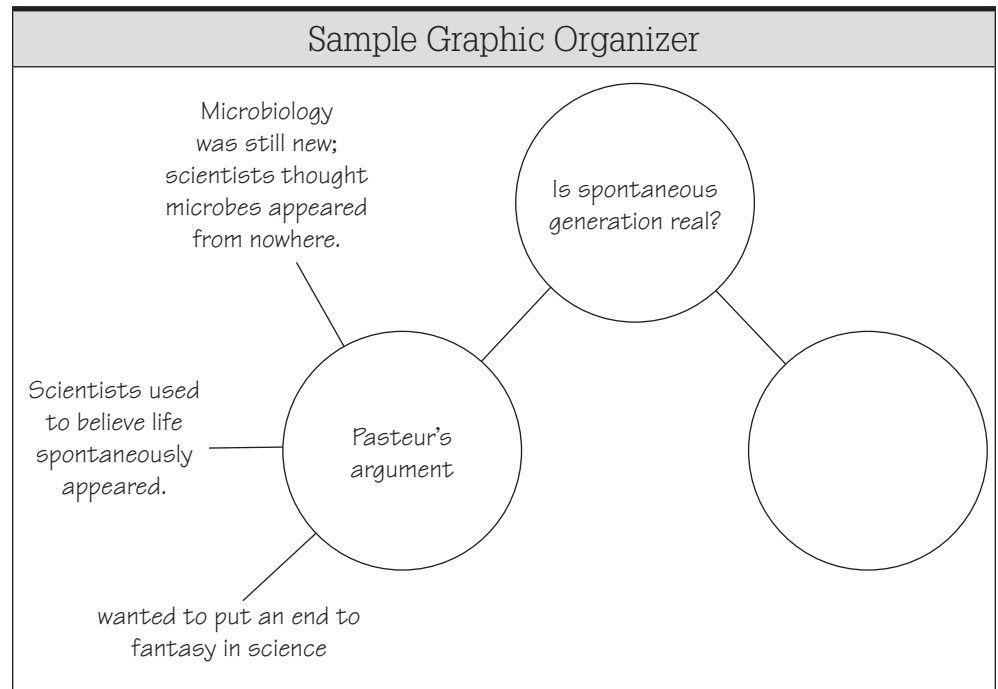 Sample Graphic Organizer
Microbiology
was still new;
scientists thought
microbes appeared
from nowhere.
Is spontaneous
generation real?
Scientists used
to believe life
spontaneously
appeared.
Pasteur's
argument
wanted to put an end to
fantasy in science